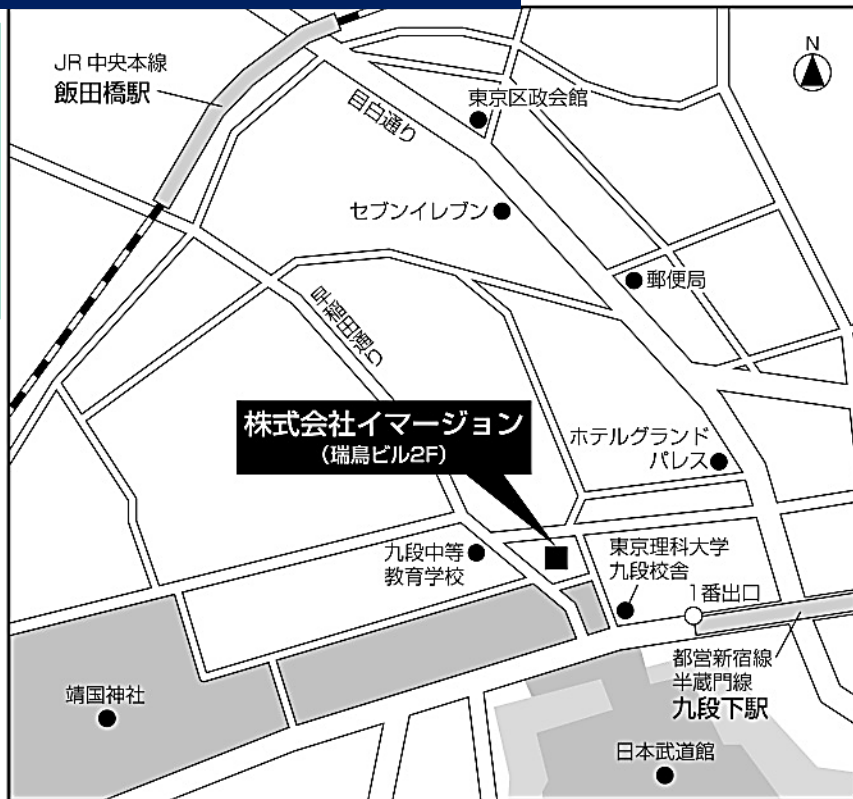 N
JR 中央本線
飯田橋駅
目白通り
東京区政会館
セブンイレブン
郵便局
早稲田通り
株式会社イマージョン
（瑞鳥ビル2F）
ホテルグランド
パレス
九段中等
教育学校
東京理科大学
九段校舎
1番出口
都営新宿線
半蔵門線
九段下駅
靖国神社
日本武道館